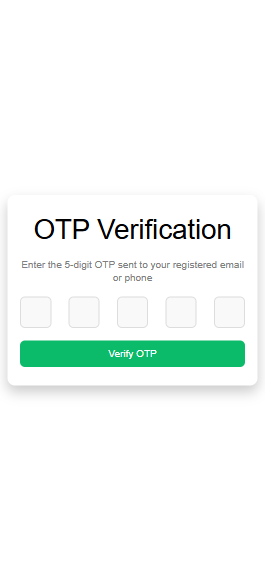 OTP Verification
Enter the 5-digit OTP sent to your registered email
or phone
Verify OTP